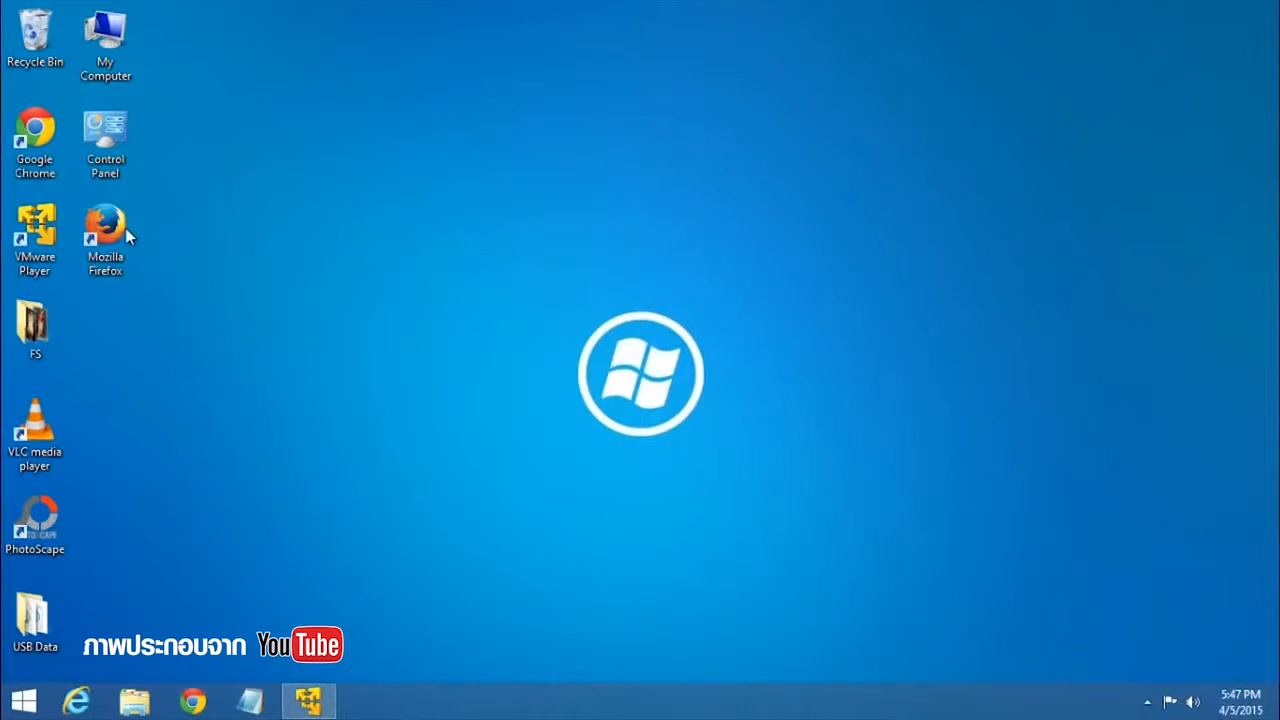 Recycle Bin
My
Computer
Google
Chrome
Control
Panel
VMware
Player
Mozilla
Firefox
FS
VLC media
player
PhotoScape
USB Data
ภาพประกอบจาก YouTube
5:47 PM
4/5/2015